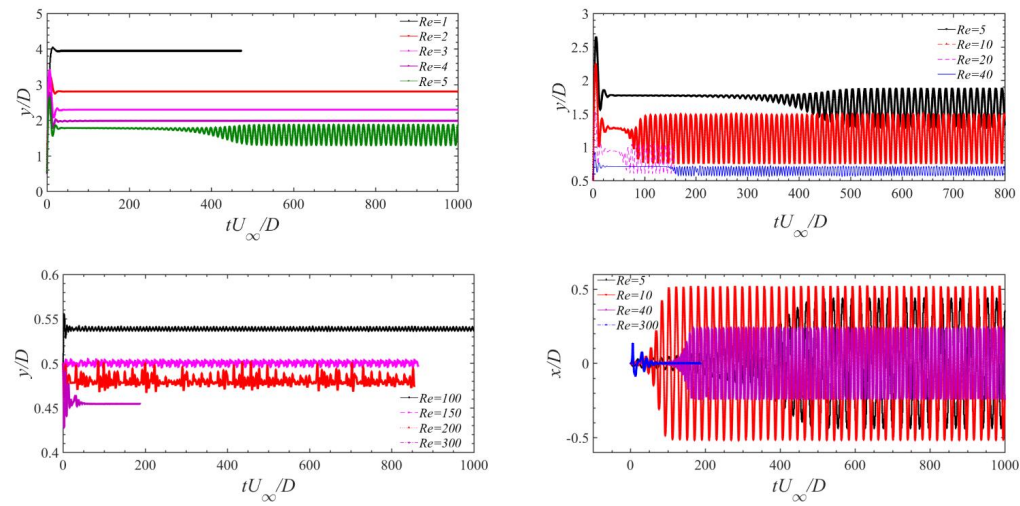 5
4
3
2
1
0
y/D
0
200
400
600
800
1000
tU∞/D
Re=1
Re=2
Re=3
Re=4
Re=5
3
2.5
2
1.5
1
0.5
y/D
0
100
200
300
400
500
600
700
800
tU∞/D
Re=5
Re=10
Re=20
Re=40
0.6
0.55
0.5
0.45
0.4
y/D
0
200
400
600
800
1000
tU∞/D
Re=100
Re=150
Re=200
Re=300
0.5
0
-0.5
x/D
0
200
400
600
800
1000
tU∞/D
Re=5
Re=10
Re=40
Re=300